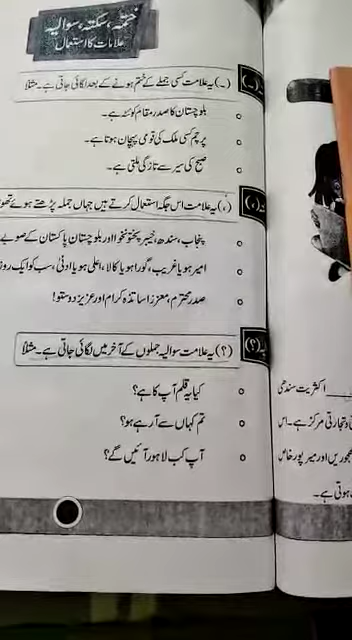 ختمہ، سکتہ، سوالیہ
علامات کا استعمال
(۔) یہ علامت کسی جملے کے ختم ہونے کے بعد لگائی جاتی ہے۔ مثلاً
بلوچستان کا صدر مقام کوئٹہ ہے۔
پرچم کسی ملک کی قومی پہچان ہوتا ہے۔
صبح کی سیر سے تازگی ملتی ہے۔
(،) یہ علامت اس جگہ استعمال کرتے ہیں جہاں جملہ پڑھتے ہوئے
پنجاب، سندھ، خیبر پختونخوا اور بلوچستان پاکستان کے صوبے
امیر ہو یا غریب، گورا ہو یا کالا، اعلیٰ ہو یا ادنیٰ، سب کو ایک
صدر محترم، معزز اساتذہ کرام اور عزیز دوستو!
(؟) یہ علامت سوالیہ جملوں کے آخر میں لگائی جاتی ہے۔ مثلاً
کیا یہ قلم آپ کا ہے؟
تم کہاں سے آ رہے ہو؟
آپ کب لاہور آئیں گے؟
اکثریت سندھی
تجارتی مرکز ہے۔ اس
کھجوریں اور میر پور خاص
ہوتی ہے۔